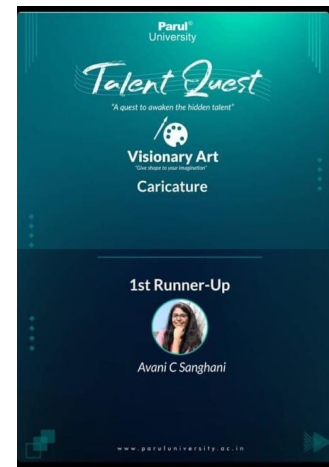 Parul®
University
Talent Quest
"A quest to awaken the hidden talent"
Visionary Art
"Give shape to your imagination"
Caricature
1st Runner-Up
Avani C Sanghani
www.paruluniversity.ac.in